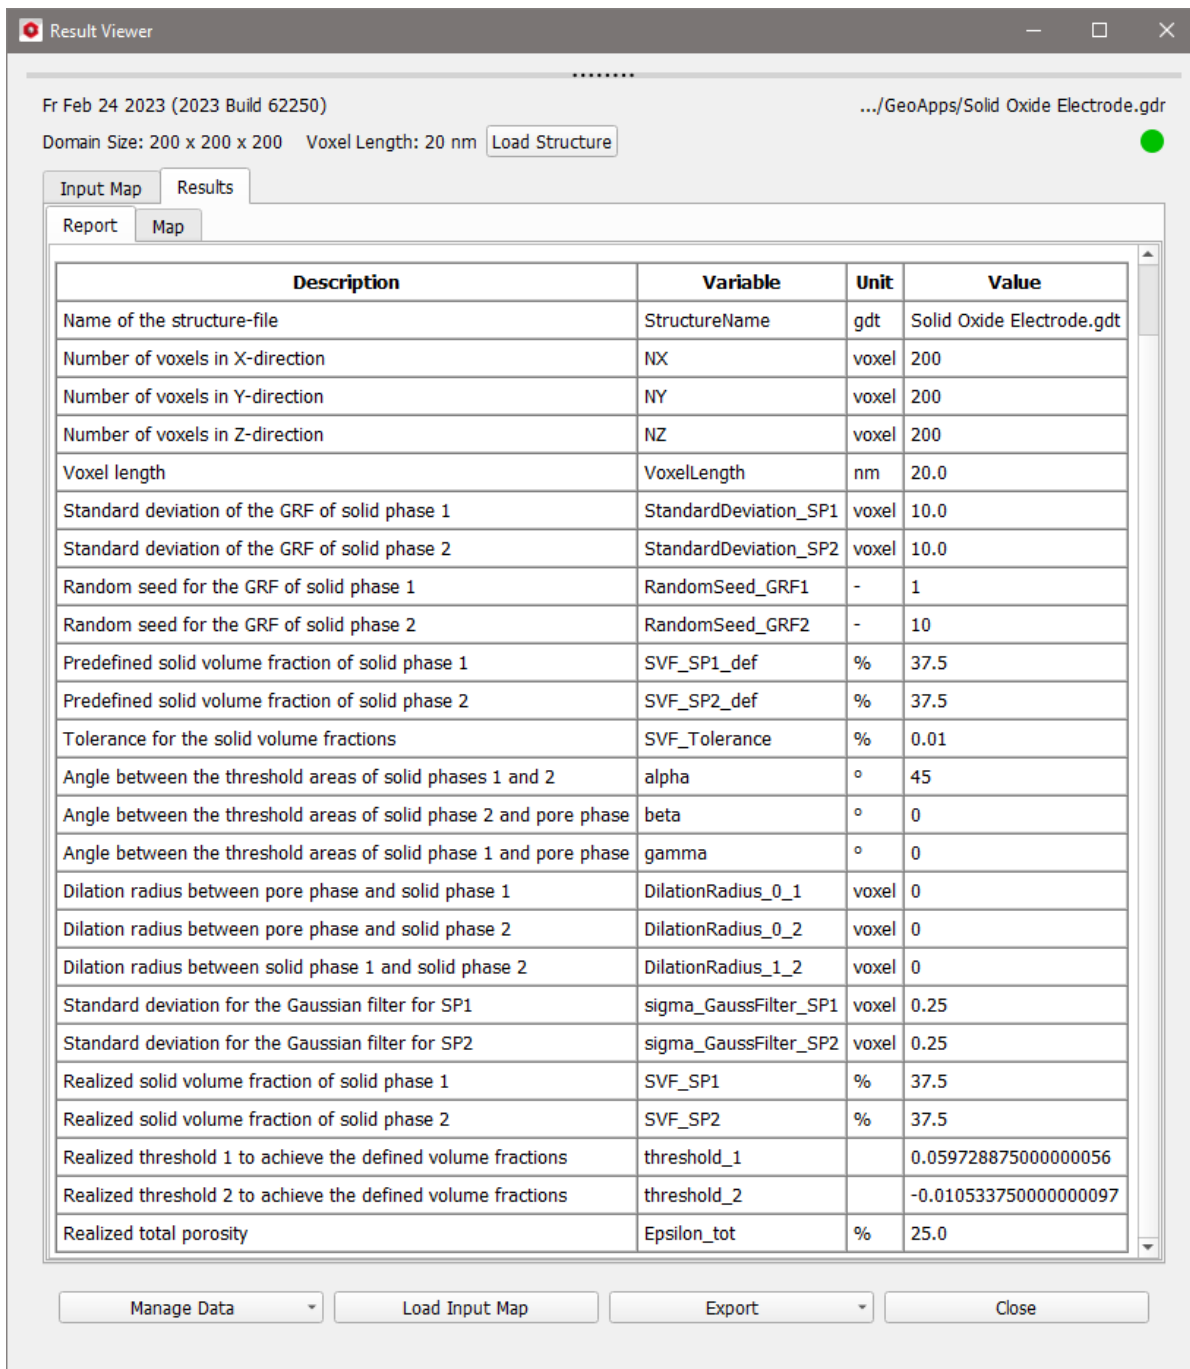 Result Viewer
Fr Feb 24 2023 (2023 Build 62250) .../GeoApps/Solid Oxide Electrode.gdr
Domain Size: 200 x 200 x 200 Voxel Length: 20 nm Load Structure
Input Map Results
Report Map
Description Variable Unit Value
Name of the structure-file StructureName gdt Solid Oxide Electrode.gdt
Number of voxels in X-direction NX voxel 200
Number of voxels in Y-direction NY voxel 200
Number of voxels in Z-direction NZ voxel 200
Voxel length VoxelLength nm 20.0
Standard deviation of the GRF of solid phase 1 StandardDeviation_SP1 voxel 10.0
Standard deviation of the GRF of solid phase 2 StandardDeviation_SP2 voxel 10.0
Random seed for the GRF of solid phase 1 RandomSeed_GRF1 - 1
Random seed for the GRF of solid phase 2 RandomSeed_GRF2 - 10
Predefined solid volume fraction of solid phase 1 SVF_SP1_def % 37.5
Predefined solid volume fraction of solid phase 2 SVF_SP2_def % 37.5
Tolerance for the solid volume fractions SVF_Tolerance % 0.01
Angle between the threshold areas of solid phases 1 and 2 alpha ° 45
Angle between the threshold areas of solid phase 2 and pore phase beta ° 0
Angle between the threshold areas of solid phase 1 and pore phase gamma ° 0
Dilation radius between pore phase and solid phase 1 DilationRadius_0_1 voxel 0
Dilation radius between pore phase and solid phase 2 DilationRadius_0_2 voxel 0
Dilation radius between solid phase 1 and solid phase 2 DilationRadius_1_2 voxel 0
Standard deviation for the Gaussian filter for SP1 sigma_GaussFilter_SP1 voxel 0.25
Standard deviation for the Gaussian filter for SP2 sigma_GaussFilter_SP2 voxel 0.25
Realized solid volume fraction of solid phase 1 SVF_SP1 % 37.5
Realized solid volume fraction of solid phase 2 SVF_SP2 % 37.5
Realized threshold 1 to achieve the defined volume fractions threshold_1 0.059728875000000056
Realized threshold 2 to achieve the defined volume fractions threshold_2 -0.010533750000000097
Realized total porosity Epsilon_tot % 25.0
Manage Data Load Input Map Export Close